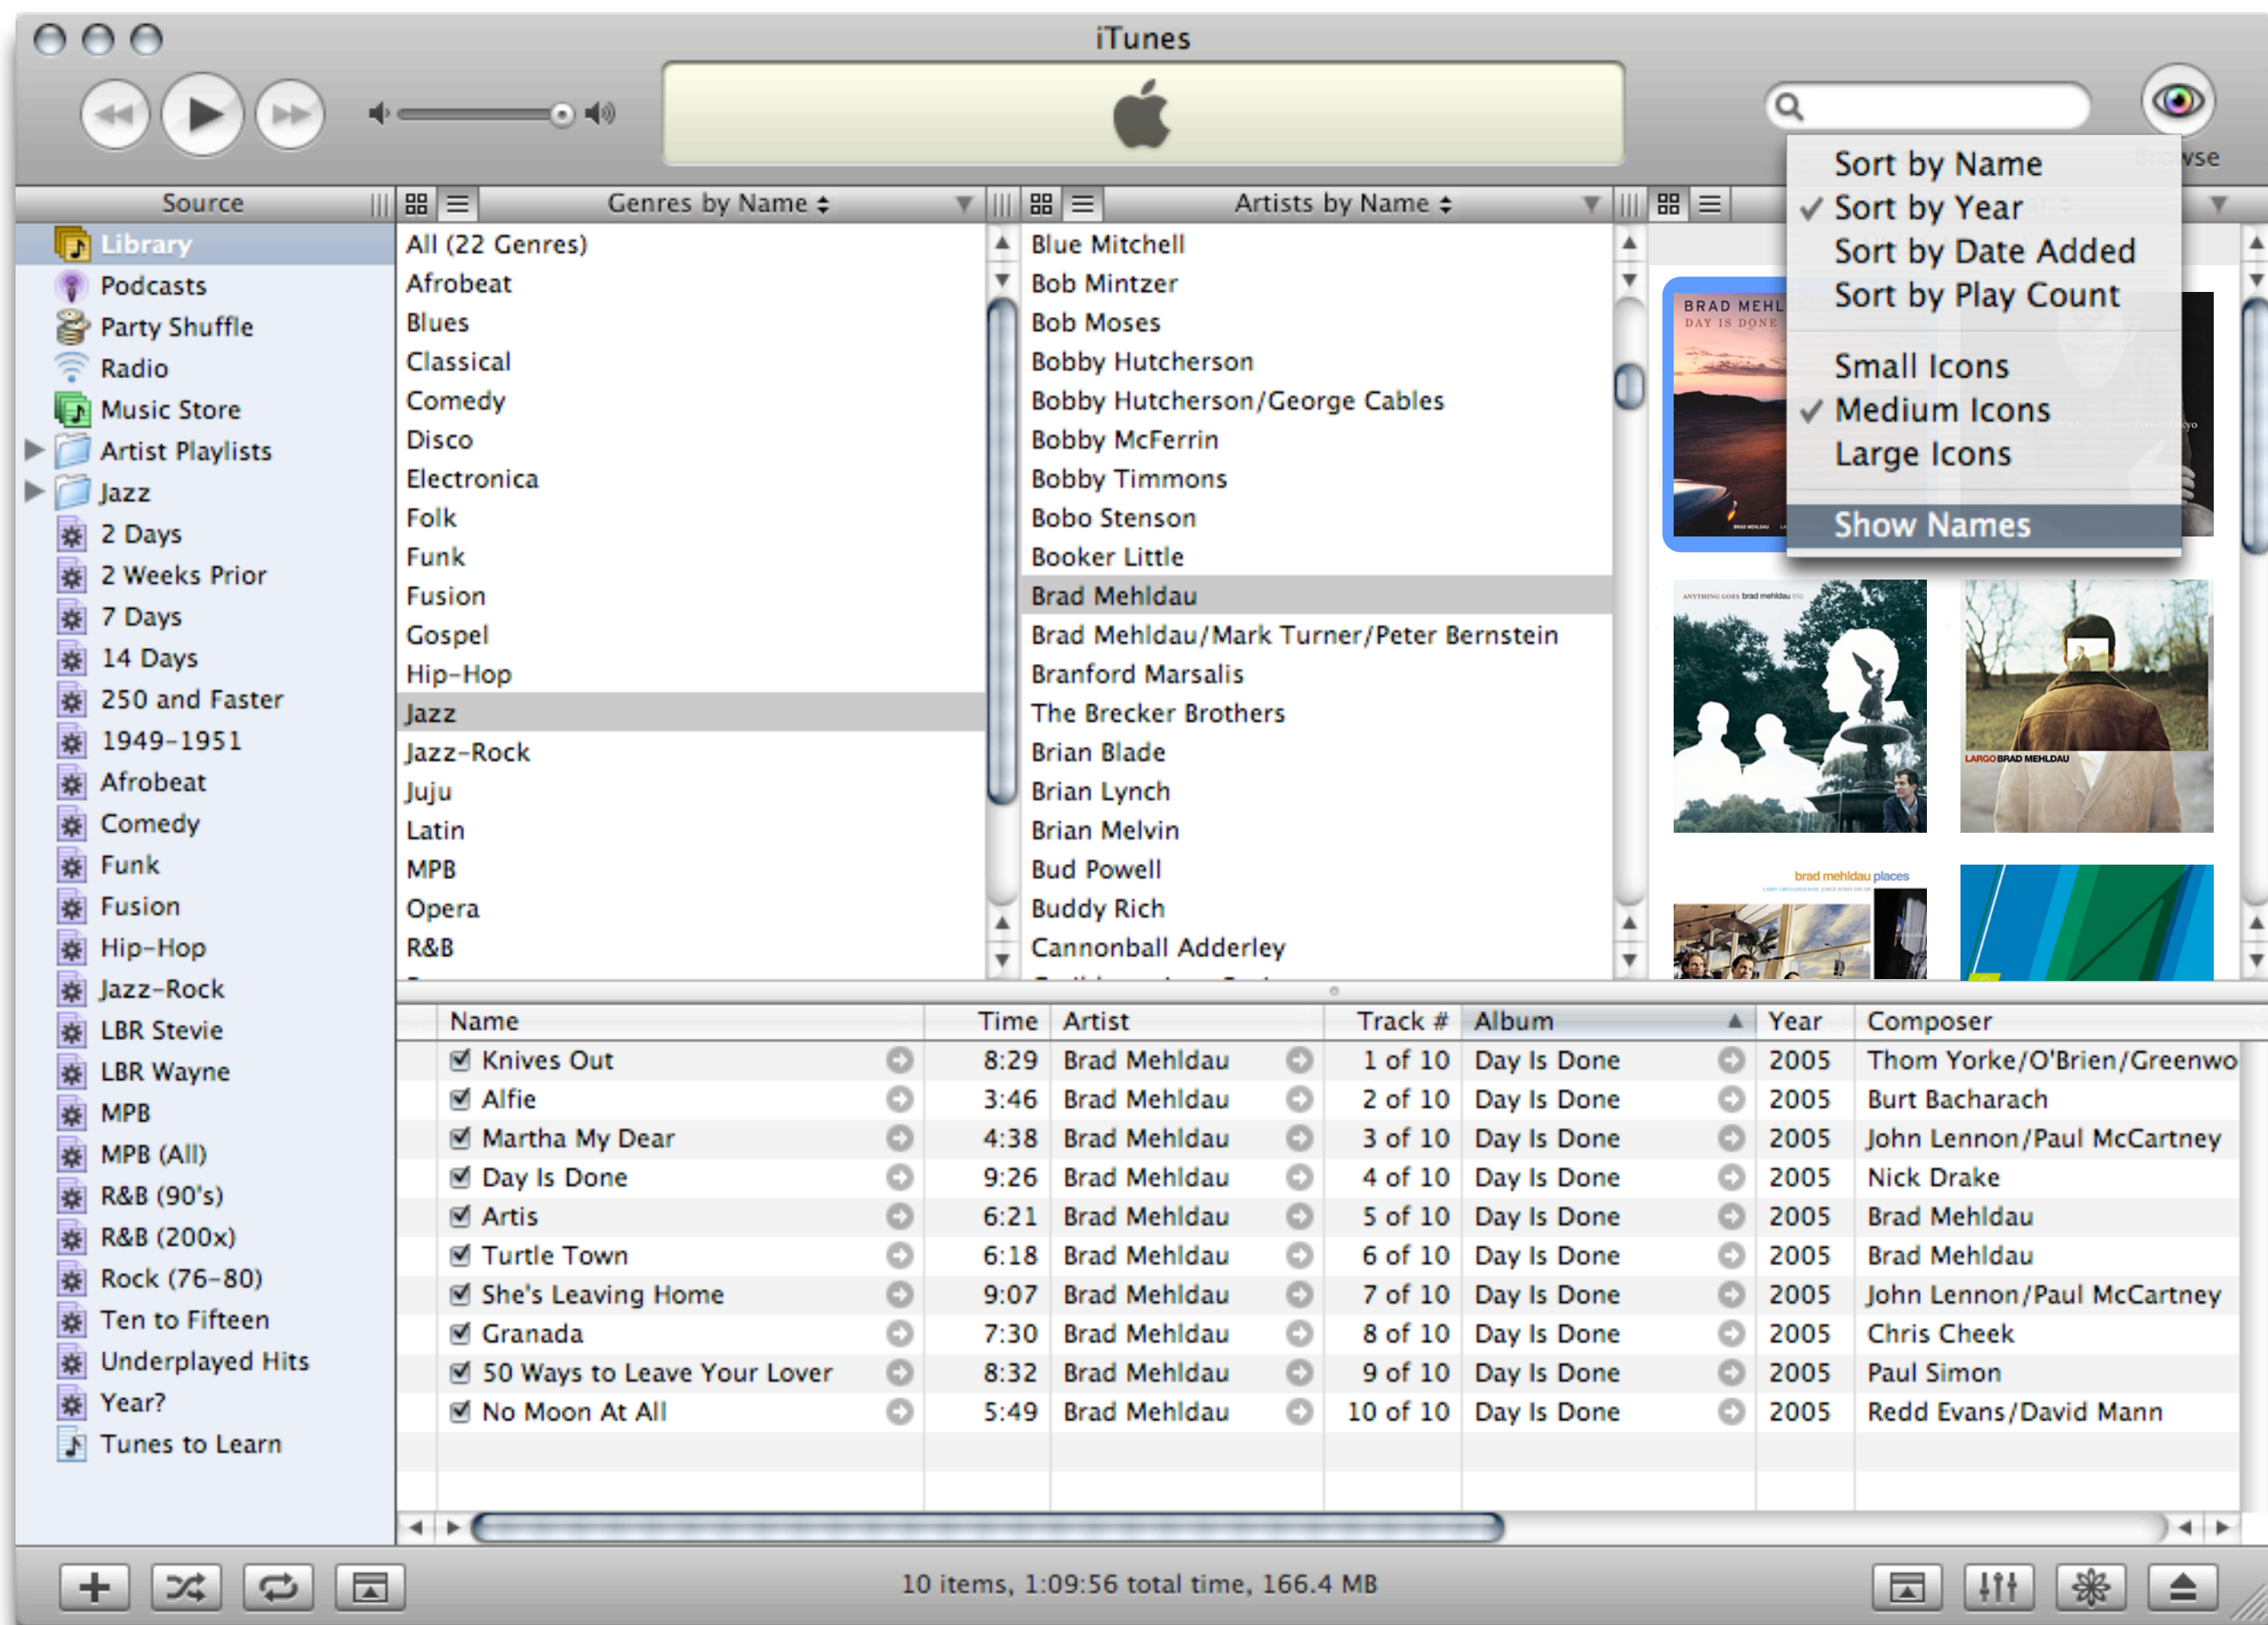 iTunes
Browse
Source
Genres by Name
Artists by Name
Sort by Name
Sort by Year
Sort by Date Added
Sort by Play Count
Small Icons
Medium Icons
Large Icons
Show Names
Library
Podcasts
Party Shuffle
Radio
Music Store
Artist Playlists
Jazz
2 Days
2 Weeks Prior
7 Days
14 Days
250 and Faster
1949-1951
Afrobeat
Comedy
Funk
Fusion
Hip-Hop
Jazz-Rock
LBR Stevie
LBR Wayne
MPB
MPB (All)
R&B (90's)
R&B (200x)
Rock (76-80)
Ten to Fifteen
Underplayed Hits
Year?
Tunes to Learn
All (22 Genres)
Afrobeat
Blues
Classical
Comedy
Disco
Electronica
Folk
Funk
Fusion
Gospel
Hip-Hop
Jazz
Jazz-Rock
Juju
Latin
MPB
Opera
R&B
Blue Mitchell
Bob Mintzer
Bob Moses
Bobby Hutcherson
Bobby Hutcherson/George Cables
Bobby McFerrin
Bobby Timmons
Bobo Stenson
Booker Little
Brad Mehldau
Brad Mehldau/Mark Turner/Peter Bernstein
Branford Marsalis
The Brecker Brothers
Brian Blade
Brian Lynch
Brian Melvin
Bud Powell
Buddy Rich
Cannonball Adderley
BRAD MEHL
DAY IS DONE
ANYTHING GOES brad mehldau trio
LARGO BRAD MEHLDAU
brad mehldau places
Name Time Artist Track # Album Year Composer
Knives Out 8:29 Brad Mehldau 1 of 10 Day Is Done 2005 Thom Yorke/O'Brien/Greenwo
Alfie 3:46 Brad Mehldau 2 of 10 Day Is Done 2005 Burt Bacharach
Martha My Dear 4:38 Brad Mehldau 3 of 10 Day Is Done 2005 John Lennon/Paul McCartney
Day Is Done 9:26 Brad Mehldau 4 of 10 Day Is Done 2005 Nick Drake
Artis 6:21 Brad Mehldau 5 of 10 Day Is Done 2005 Brad Mehldau
Turtle Town 6:18 Brad Mehldau 6 of 10 Day Is Done 2005 Brad Mehldau
She's Leaving Home 9:07 Brad Mehldau 7 of 10 Day Is Done 2005 John Lennon/Paul McCartney
Granada 7:30 Brad Mehldau 8 of 10 Day Is Done 2005 Chris Cheek
50 Ways to Leave Your Lover 8:32 Brad Mehldau 9 of 10 Day Is Done 2005 Paul Simon
No Moon At All 5:49 Brad Mehldau 10 of 10 Day Is Done 2005 Redd Evans/David Mann
10 items, 1:09:56 total time, 166.4 MB